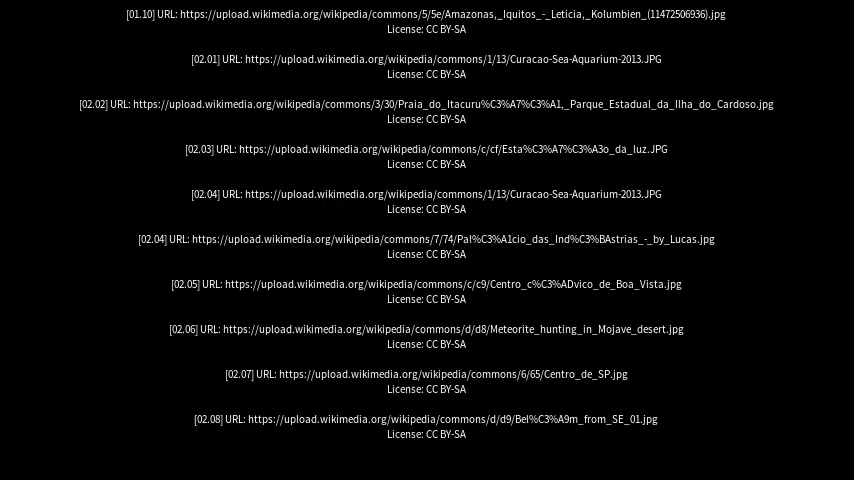 [01.10] URL: https://upload.wikimedia.org/wikipedia/commons/5/5e/Amazonas,_Iquitos_-_Leticia,_Kolumbien_(11472506936).jpg
License: CC BY-SA
[02.01] URL: https://upload.wikimedia.org/wikipedia/commons/1/13/Curacao-Sea-Aquarium-2013.JPG
License: CC BY-SA
[02.02] URL: https://upload.wikimedia.org/wikipedia/commons/3/30/Praia_do_Itacuru%C3%A7%C3%A1,_Parque_Estadual_da_Ilha_do_Cardoso.jpg
License: CC BY-SA
[02.03] URL: https://upload.wikimedia.org/wikipedia/commons/c/cf/Esta%C3%A7%C3%A3o_da_luz.JPG
License: CC BY-SA
[02.04] URL: https://upload.wikimedia.org/wikipedia/commons/1/13/Curacao-Sea-Aquarium-2013.JPG
License: CC BY-SA
[02.04] URL: https://upload.wikimedia.org/wikipedia/commons/7/74/Pal%C3%A1cio_das_Ind%C3%BAstrias_-_by_Lucas.jpg
License: CC BY-SA
[02.05] URL: https://upload.wikimedia.org/wikipedia/commons/c/c9/Centro_c%C3%ADvico_de_Boa_Vista.jpg
License: CC BY-SA
[02.06] URL: https://upload.wikimedia.org/wikipedia/commons/d/d8/Meteorite_hunting_in_Mojave_desert.jpg
License: CC BY-SA
[02.07] URL: https://upload.wikimedia.org/wikipedia/commons/6/65/Centro_de_SP.jpg
License: CC BY-SA
[02.08] URL: https://upload.wikimedia.org/wikipedia/commons/d/d9/Bel%C3%A9m_from_SE_01.jpg
License: CC BY-SA